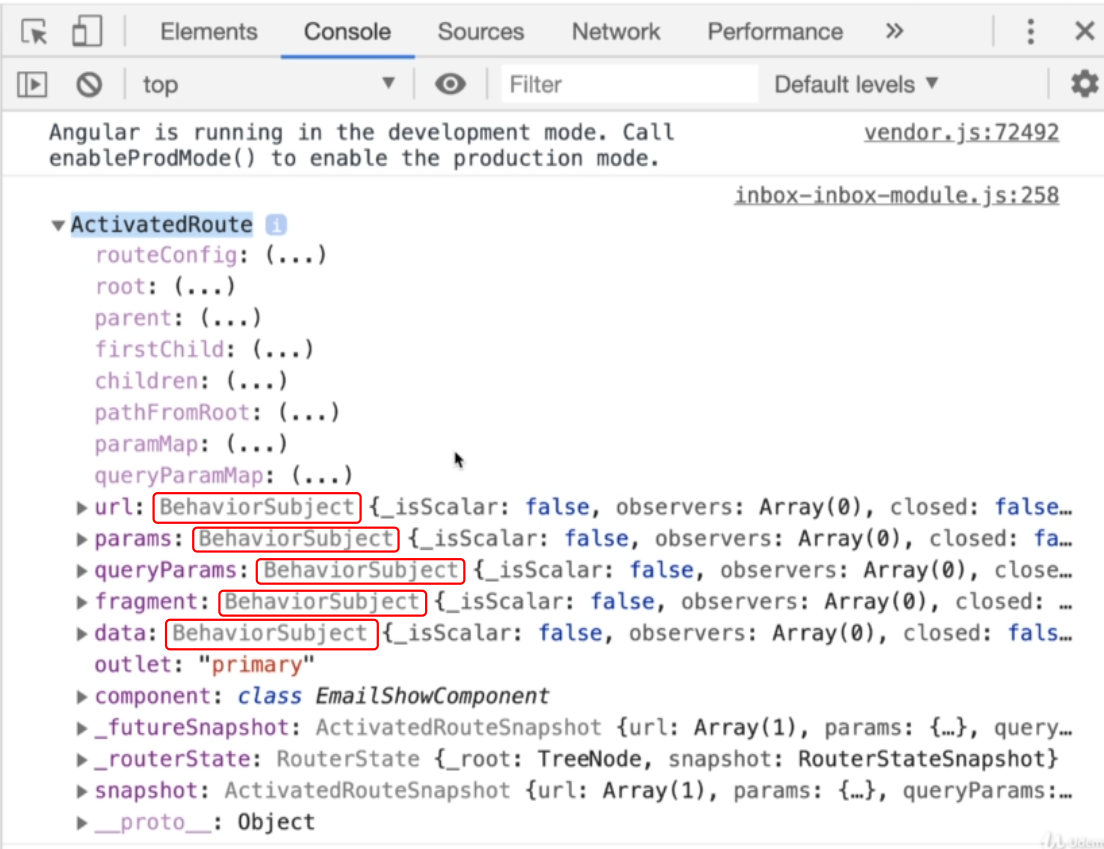 Elements Console Sources Network Performance »
top Filter Default levels
Angular is running in the development mode. Call vendor.js:72492
enableProdMode() to enable the production mode.
inbox-inbox-module.js:258
ActivatedRoute i
routeConfig: (...)
root: (...)
parent: (...)
firstChild: (...)
children: (...)
pathFromRoot: (...)
paramMap: (...)
queryParamMap: (...)
url: BehaviorSubject {_isScalar: false, observers: Array(0), closed: false…
params: BehaviorSubject {_isScalar: false, observers: Array(0), closed: fa…
queryParams: BehaviorSubject {_isScalar: false, observers: Array(0), close…
fragment: BehaviorSubject {_isScalar: false, observers: Array(0), closed: …
data: BehaviorSubject {_isScalar: false, observers: Array(0), closed: fals…
outlet: "primary"
component: class EmailShowComponent
_futureSnapshot: ActivatedRouteSnapshot {url: Array(1), params: {…}, query…
_routerState: RouterState {_root: TreeNode, snapshot: RouterStateSnapshot}
snapshot: ActivatedRouteSnapshot {url: Array(1), params: {…}, queryParams:…
__proto__: Object